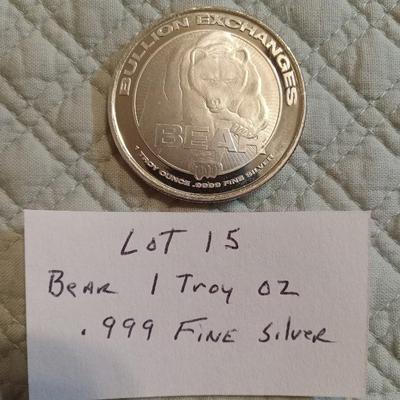 BULLION EXCHANGES
BEAR
1 TROY OUNCE .9999 FINE SILVER
LOT 15
BEAR 1 Troy oz
.999 FINE Silver